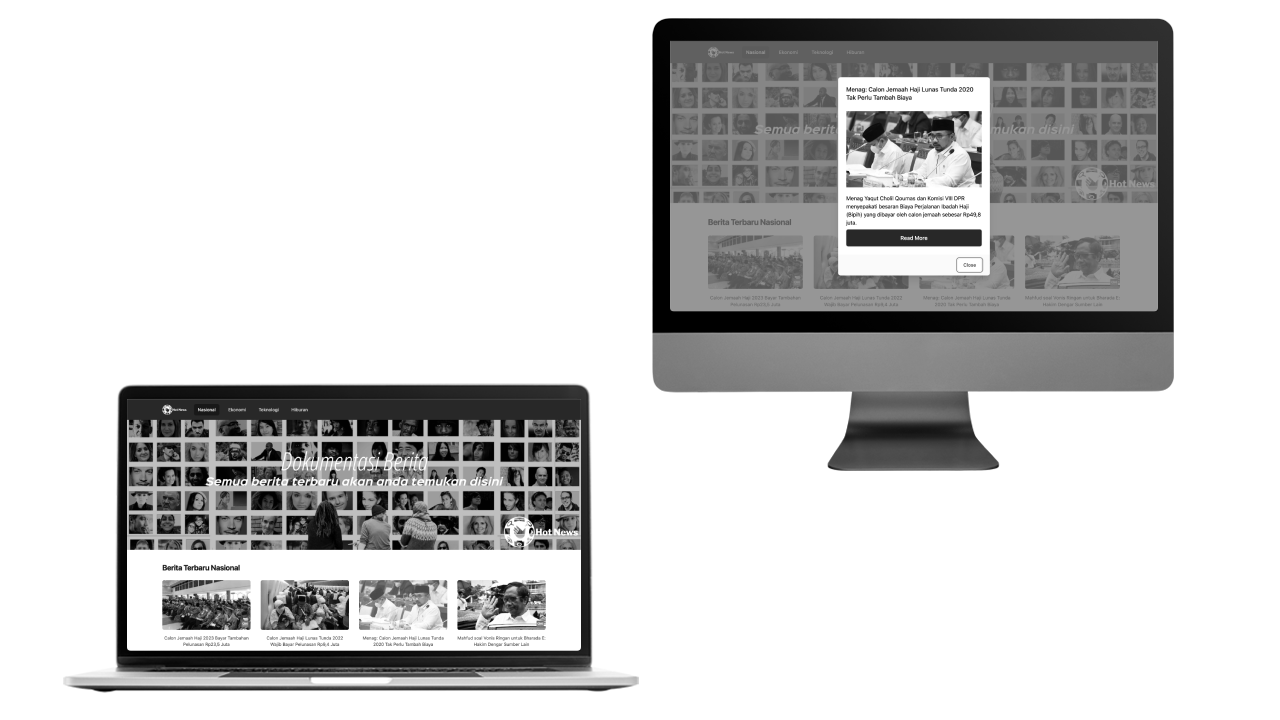 Hot News
Nasional
Ekonomi
Teknologi
Hiburan
Menag: Calon Jemaah Haji Lunas Tunda 2020
Tak Perlu Tambah Biaya
Semua berit
mukan disini
Hot News
Menag Yaqut Cholil Qoumas dan Komisi VIII DPR
menyepakati besaran Biaya Perjalanan Ibadah Haji
(Bipih) yang dibayar oleh calon jemaah sebesar Rp49,8
juta.
Read More
Close
Berita Terbaru Nasional
Calon Jemaah Haji 2023 Bayar Tambahan
Pelunasan Rp23,5 Juta
Calon Jemaah Haji Lunas Tunda 2022
Wajib Bayar Pelunasan Rp9,4 Juta
Menag: Calon Jemaah Haji Lunas Tunda
2020 Tak Perlu Tambah Biaya
Mahfud soal Vonis Ringan untuk Bharada E:
Hakim Dengar Sumber Lain
Hot News
Nasional
Ekonomi
Teknologi
Hiburan
Dokumentasi Berita
Semua berita terbaru akan anda temukan disini
Hot News
Berita Terbaru Nasional
Calon Jemaah Haji 2023 Bayar Tambahan
Pelunasan Rp23,5 Juta
Calon Jemaah Haji Lunas Tunda 2022
Wajib Bayar Pelunasan Rp9,4 Juta
Menag: Calon Jemaah Haji Lunas Tunda
2020 Tak Perlu Tambah Biaya
Mahfud soal Vonis Ringan untuk Bharada E:
Hakim Dengar Sumber Lain